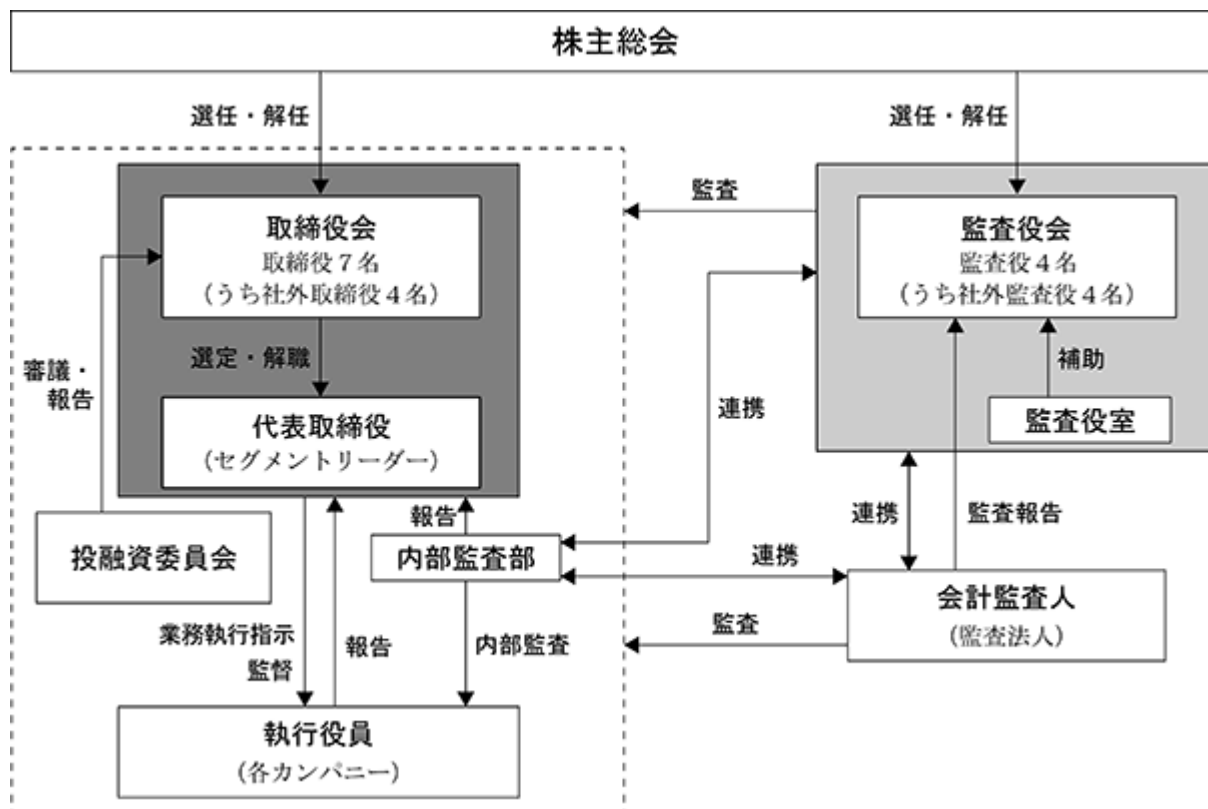 株主総会
選任・解任
選任・解任
取締役会
取締役7名
（うち社外取締役4名）
監査
監査役会
監査役4名
（うち社外監査役4名）
選定・解職
審議・
報告
補助
連携
代表取締役
（セグメントリーダー）
監査役室
報告
連携
監査報告
投融資委員会
内部監査部
連携
会計監査人
（監査法人）
業務執行指示
監督
報告
内部監査
監査
執行役員
（各カンパニー）